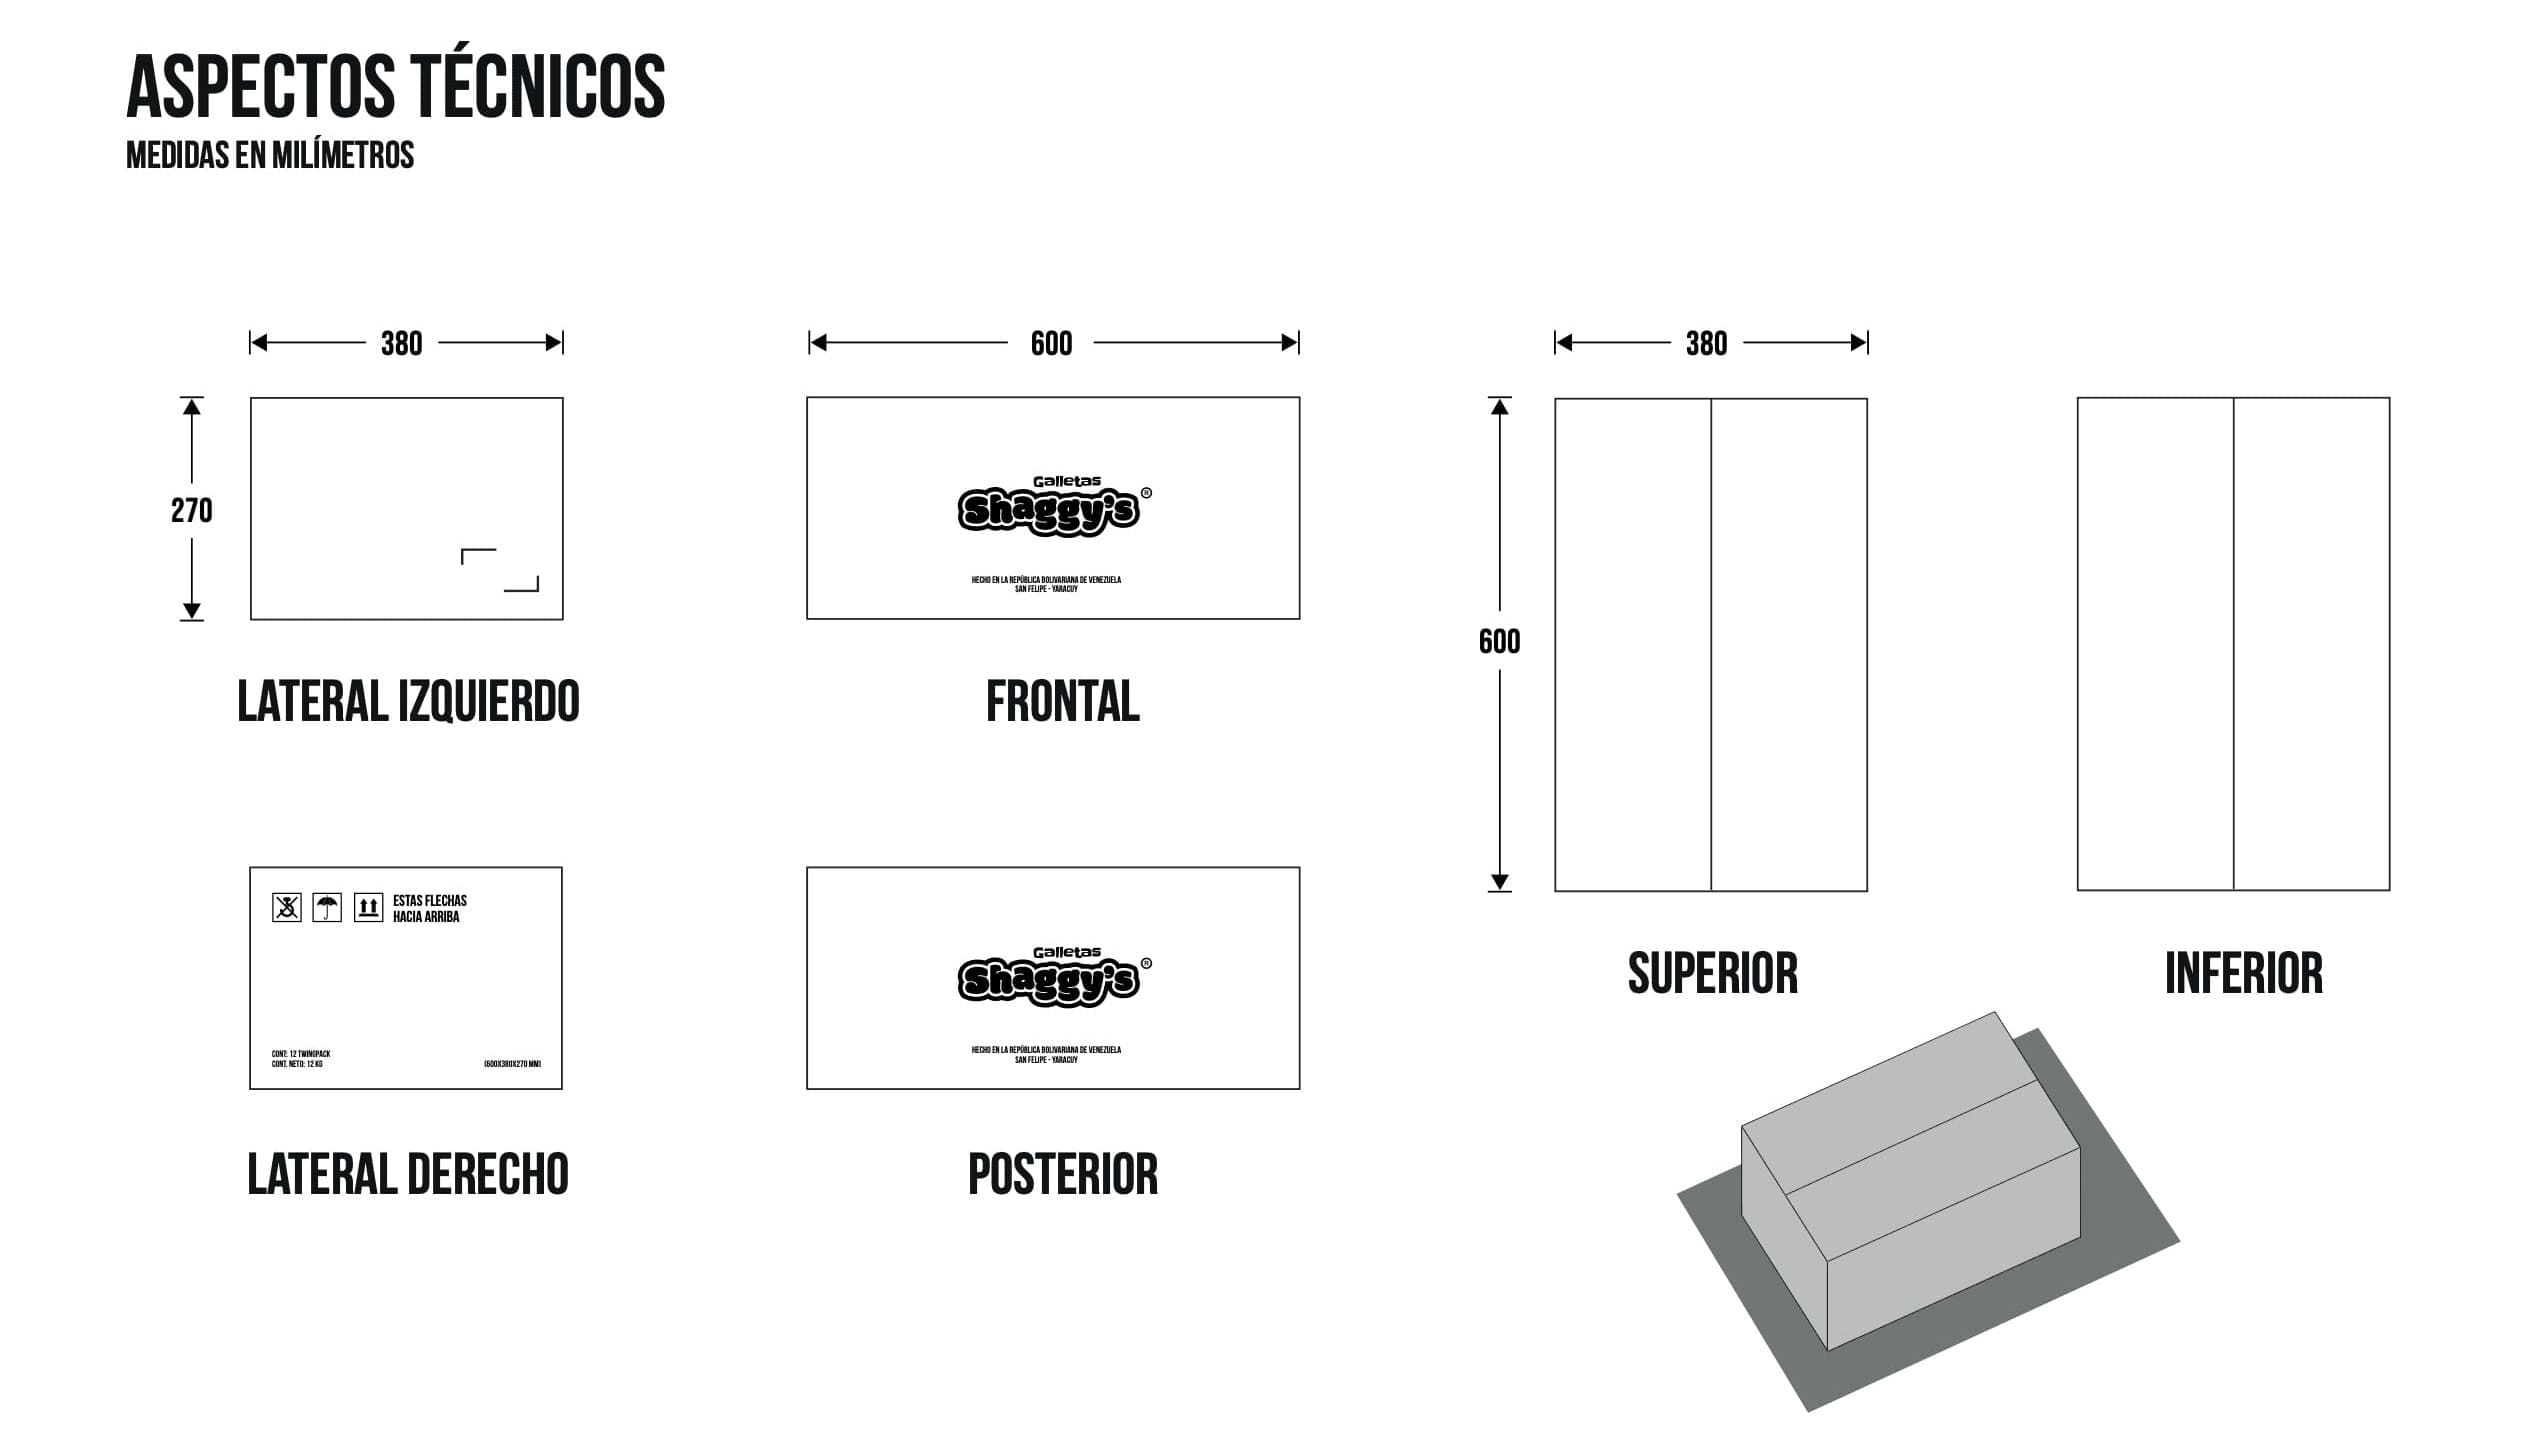 ASPECTOS TÉCNICOS
MEDIDAS EN MILÍMETROS
380
270
LATERAL IZQUIERDO
600
Galletas
Shaggy's®
HECHO EN LA REPÚBLICA BOLIVARIANA DE VENEZUELA
SAN FELIPE - YARACUY
FRONTAL
380
600
SUPERIOR
INFERIOR
ESTAS FLECHAS
HACIA ARRIBA
CONT: 12 TWINGPACK
CONT. NETO: 12 KG
(600X380X270 MM)
LATERAL DERECHO
Galletas
Shaggy's®
HECHO EN LA REPÚBLICA BOLIVARIANA DE VENEZUELA
SAN FELIPE - YARACUY
POSTERIOR